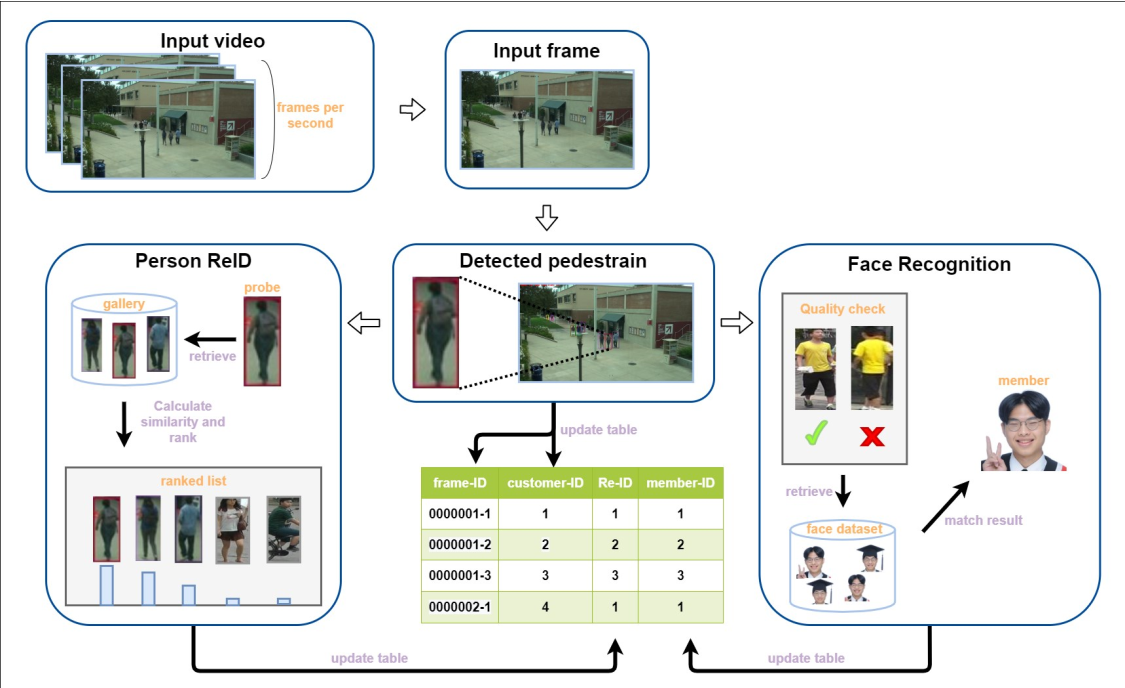 Input video
frames per
second
Input frame
Person ReID
gallery
probe
retrieve
Calculate
similarity and
rank
ranked list
Detected pedestrain
update table
frame-ID customer-ID Re-ID member-ID
0000001-1 1 1 1
0000001-2 2 2 2
0000001-3 3 3 3
0000002-1 4 1 1
Face Recognition
Quality check
retrieve
face dataset
match result
member
update table
update table